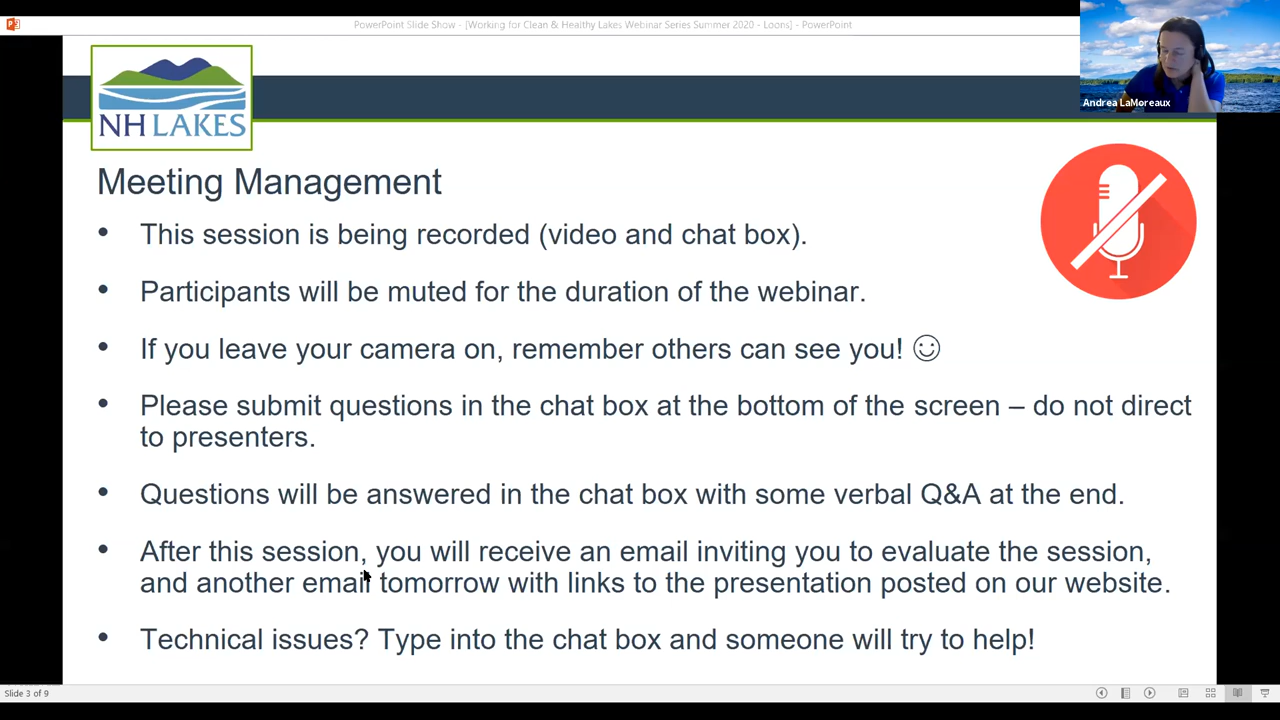 PowerPoint Slide Show - [Working for Clean & Healthy Lakes Webinar Series Summer 2020 - Loons] - PowerPoint
Andrea LaMoreaux
NH LAKES
Meeting Management
• This session is being recorded (video and chat box).
• Participants will be muted for the duration of the webinar.
• If you leave your camera on, remember others can see you! ☺
• Please submit questions in the chat box at the bottom of the screen – do not direct
to presenters.
• Questions will be answered in the chat box with some verbal Q&A at the end.
• After this session, you will receive an email inviting you to evaluate the session,
and another email tomorrow with links to the presentation posted on our website.
• Technical issues? Type into the chat box and someone will try to help!
Slide 3 of 9